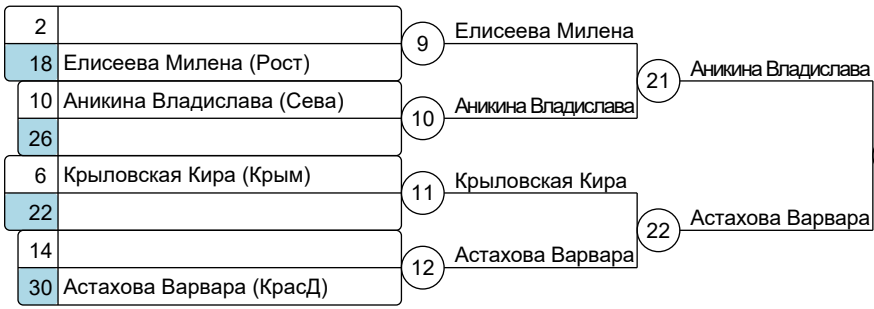 2
9
Елисеева Милена
18 Елисеева Милена (Рост)
21
Аникина Владислава
10 Аникина Владислава (Сева)
10
Аникина Владислава
26
6 Крыловская Кира (Крым)
11
Крыловская Кира
22
22
Астахова Варвара
14
12
Астахова Варвара
30 Астахова Варвара (КрасД)